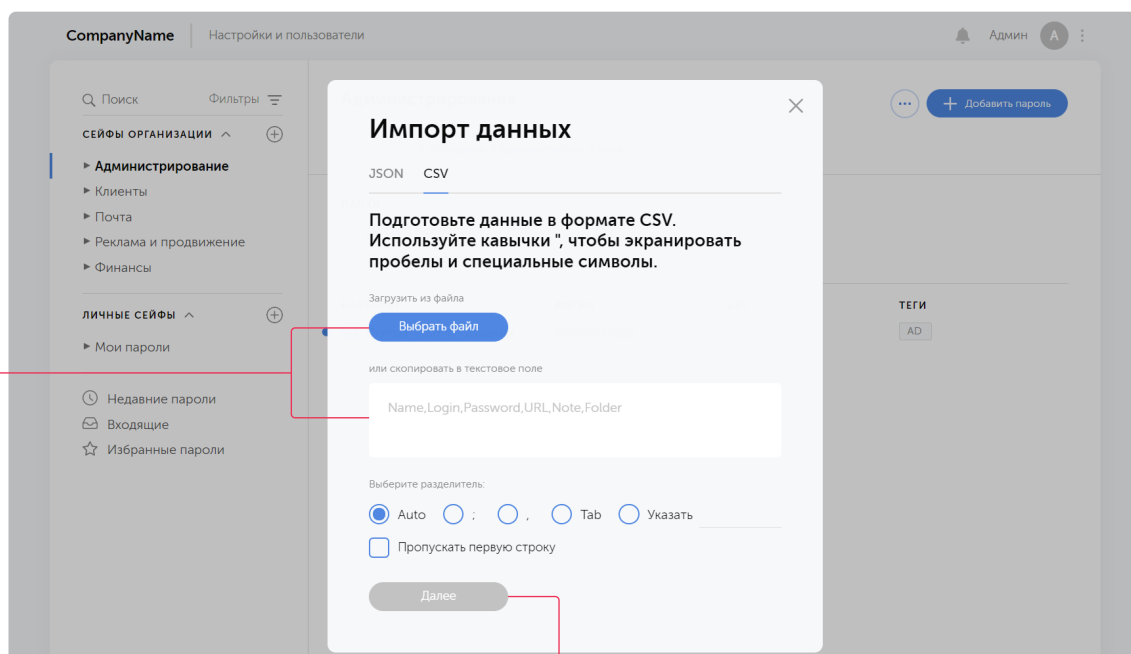 CompanyName
Настройки и пользователи
Админ
А
Поиск
Фильтры
СЕЙФЫ ОРГАНИЗАЦИИ
Администрирование
Клиенты
Почта
Реклама и продвижение
Финансы
ЛИЧНЫЕ СЕЙФЫ
Мои пароли
Недавние пароли
Входящие
Избранные пароли
Импорт данных
JSON CSV
Подготовьте данные в формате CSV.
Используйте кавычки ", чтобы экранировать
пробелы и специальные символы.
Загрузить из файла
Выбрать файл
или скопировать в текстовое поле
Name,Login,Password,URL,Note,Folder
Выберите разделитель:
Auto ; , Tab Указать
Пропускать первую строку
Далее
Добавить пароль
ТЕГИ
AD